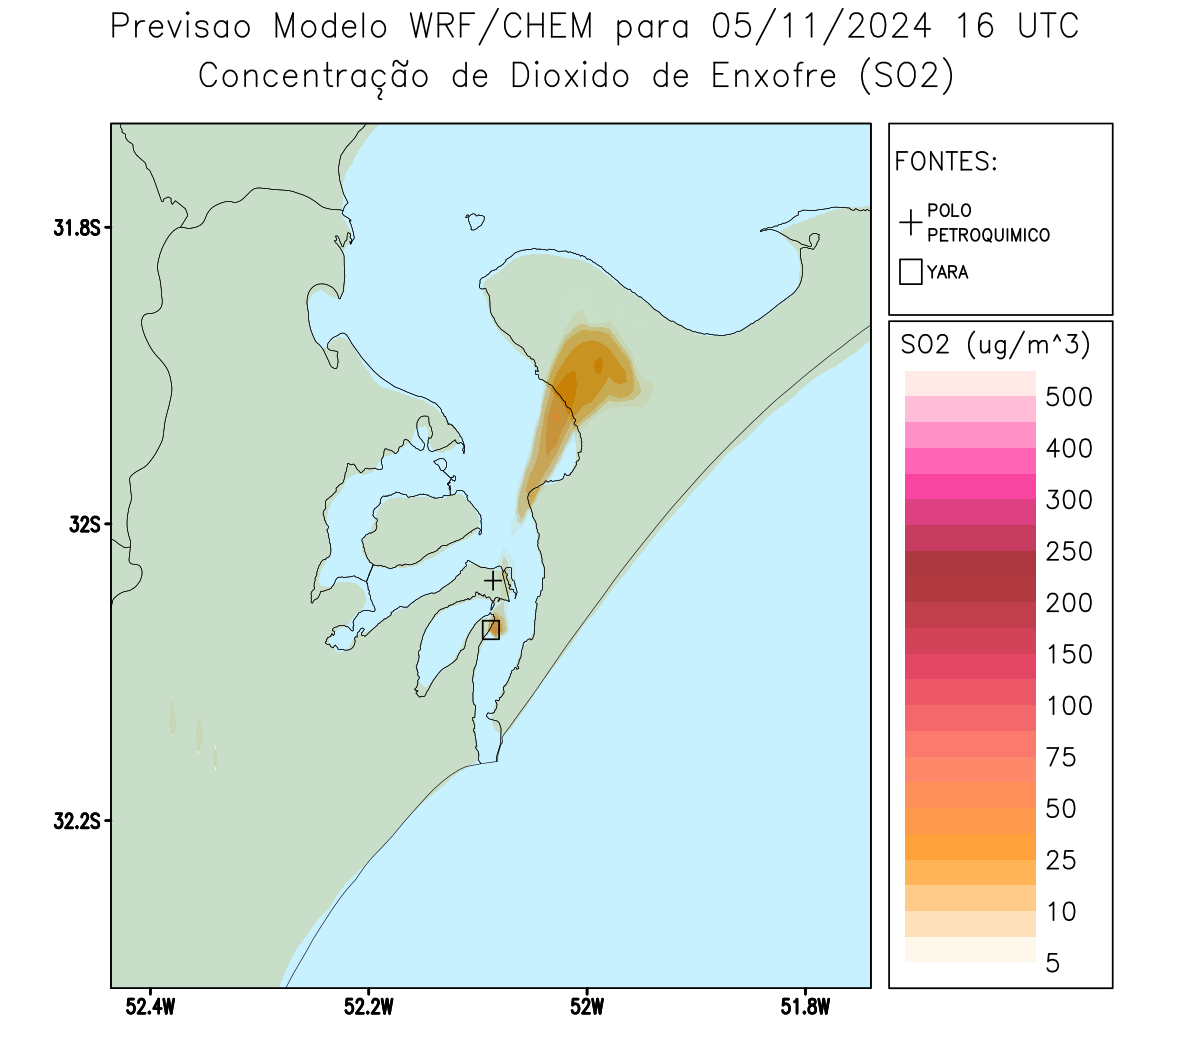 Previsao Modelo WRF/CHEM para 05/11/2024 16 UTC
Concentração de Dioxido de Enxofre (SO2)
FONTES:
POLO
PETROQUIMICO
YARA
31.8S
32S
32.2S
52.4W
52.2W
52W
51.8W
SO2 (ug/m^3)
500
400
300
250
200
150
100
75
50
25
10
5